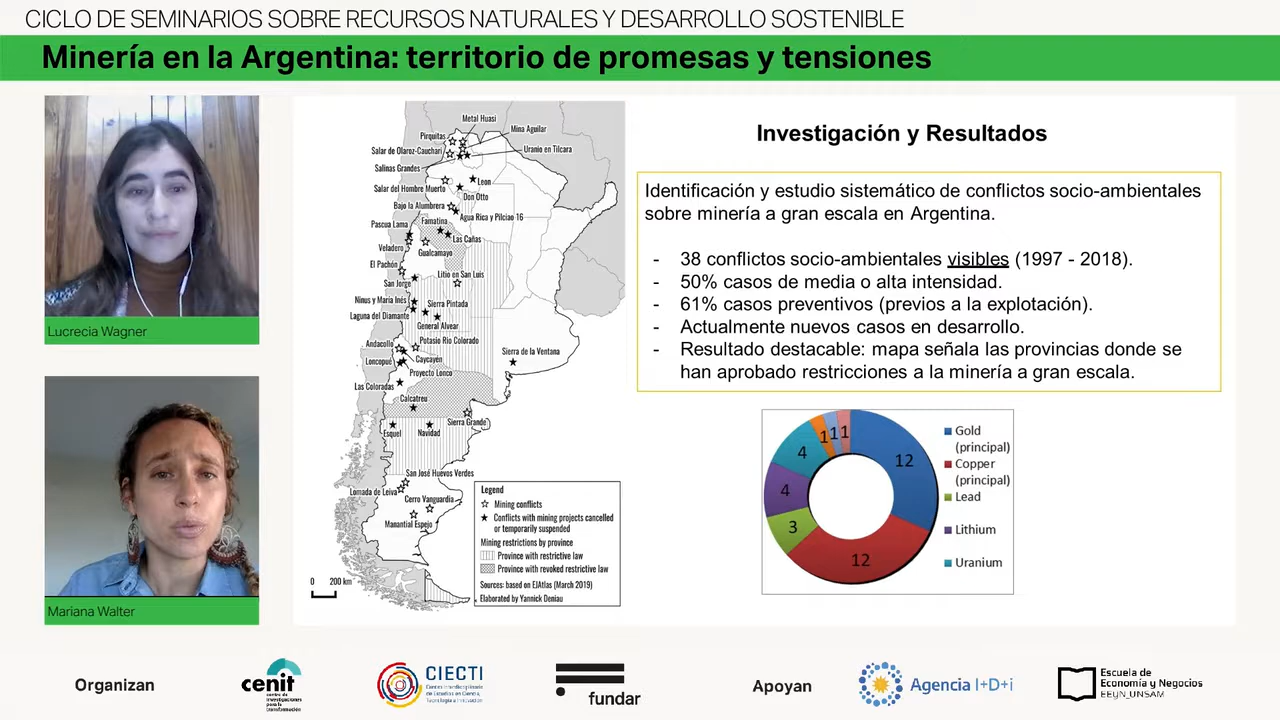 CICLO DE SEMINARIOS SOBRE RECURSOS NATURALES Y DESARROLLO SOSTENIBLE
Minería en la Argentina: territorio de promesas y tensiones
Lucrecia Wagner
Mariana Walter
Metal Huasi
Mina Aguilar
Pirquitas
Salar de Olaroz-Cauchari
Uranio en Tilcara
Salinas Grandes
Leon
Salar del Hombre Muerto
Don Otto
Bajo la Alumbrera
Agua Rica y Pilciao 16
Famatina
Pascua Lama
Las Cañas
Veladero
Gualcamayo
El Pachón
Litio en San Luis
San Jorge
Ninus y Maria Inés
Sierra Pintada
Laguna del Diamante
General Alvear
Potasio Rio Colorado
Andacollo
Sierra de la Ventana
Caycayen
Loncopué
Proyecto Lonco
Las Coloradas
Calcatreu
Sierra Grande
Esquel
Navidad
San José Huevos Verdes
Lomada de Leiva
Cerro Vanguardia
Manantial Espejo
0 200 km
Legend
Mining conflicts
Conflicts with mining projects cancelled
or temporarily suspended
Mining restrictions by province
Province with restrictive law
Province with revoked restrictive law
Sources: based on EJAtlas (March 2019)
Elaborated by Yannick Deniau
Investigación y Resultados
Identificación y estudio sistemático de conflictos socio-ambientales
sobre minería a gran escala en Argentina.
- 38 conflictos socio-ambientales visibles (1997 - 2018).
- 50% casos de media o alta intensidad.
- 61% casos preventivos (previos a la explotación).
- Actualmente nuevos casos en desarrollo.
- Resultado destacable: mapa señala las provincias donde se
han aprobado restricciones a la minería a gran escala.
12
12
3
4
4
1
1
1
Gold
(principal)
Copper
(principal)
Lead
Lithium
Uranium
Organizan
cenit
centro de
investigaciones
para la
transformación
CIECTI
Centro Interdisciplinario
de Estudios en Ciencia,
Tecnología e Innovación
fundar
Apoyan
Agencia I+D+i
Escuela de
Economía y Negocios
EEYN_UNSAM